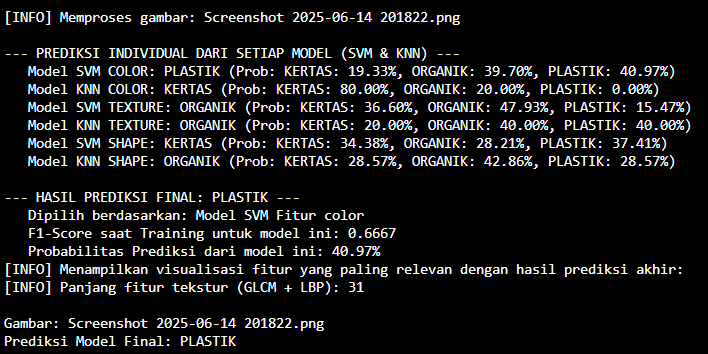 [INFO] Memproses gambar: Screenshot 2025-06-14 201822.png
--- PREDIKSI INDIVIDUAL DARI SETIAP MODEL (SVM & KNN) ---
Model SVM COLOR: PLASTIK (Prob: KERTAS: 19.33%, ORGANIK: 39.70%, PLASTIK: 40.97%)
Model KNN COLOR: KERTAS (Prob: KERTAS: 80.00%, ORGANIK: 20.00%, PLASTIK: 0.00%)
Model SVM TEXTURE: ORGANIK (Prob: KERTAS: 36.60%, ORGANIK: 47.93%, PLASTIK: 15.47%)
Model KNN TEXTURE: ORGANIK (Prob: KERTAS: 20.00%, ORGANIK: 40.00%, PLASTIK: 40.00%)
Model SVM SHAPE: KERTAS (Prob: KERTAS: 34.38%, ORGANIK: 28.21%, PLASTIK: 37.41%)
Model KNN SHAPE: ORGANIK (Prob: KERTAS: 28.57%, ORGANIK: 42.86%, PLASTIK: 28.57%)
--- HASIL PREDIKSI FINAL: PLASTIK ---
Dipilih berdasarkan: Model SVM Fitur color
F1-Score saat Training untuk model ini: 0.6667
Probabilitas Prediksi dari model ini: 40.97%
[INFO] Menampilkan visualisasi fitur yang paling relevan dengan hasil prediksi akhir:
[INFO] Panjang fitur tekstur (GLCM + LBP): 31
Gambar: Screenshot 2025-06-14 201822.png
Prediksi Model Final: PLASTIK